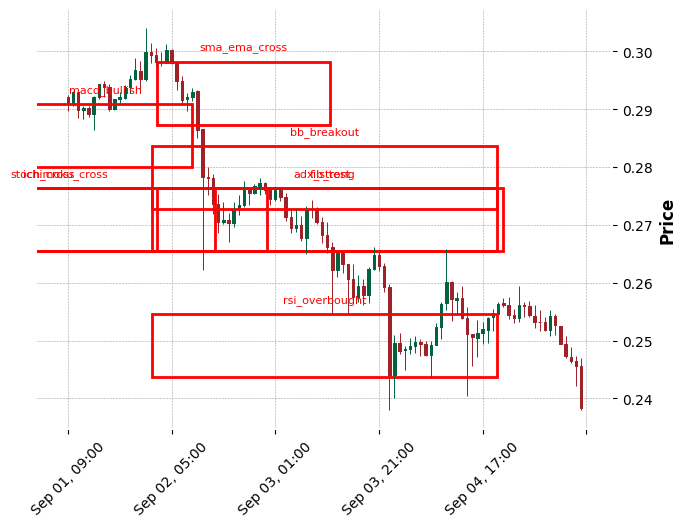 sma_ema_cross
macd_bullish
bb_breakout
adx_strong
rsi_overbought
0.30
0.29
0.28
0.27
0.26
0.25
0.24
Price
Sep 01, 09:00
Sep 02, 05:00
Sep 03, 01:00
Sep 03, 21:00
Sep 04, 17:00